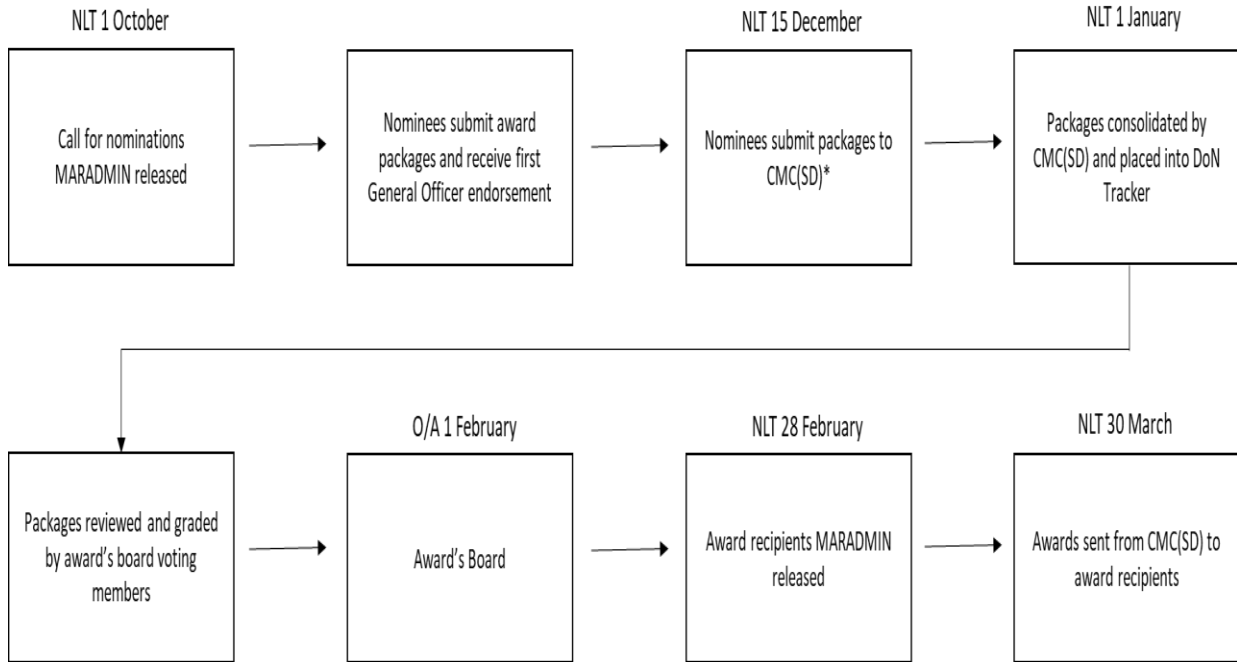 NLT 1 October
Call for nominations
MARADMIN released
Nominees submit award
packages and receive first
General Officer endorsement
NLT 15 December
Nominees submit packages to
CMC(SD)*
NLT 1 January
Packages consolidated by
CMC(SD) and placed into DoN
Tracker
Packages reviewed and graded
by award's board voting
members
O/A 1 February
Award's Board
NLT 28 February
Award recipients MARADMIN
released
NLT 30 March
Awards sent from CMC(SD) to
award recipients